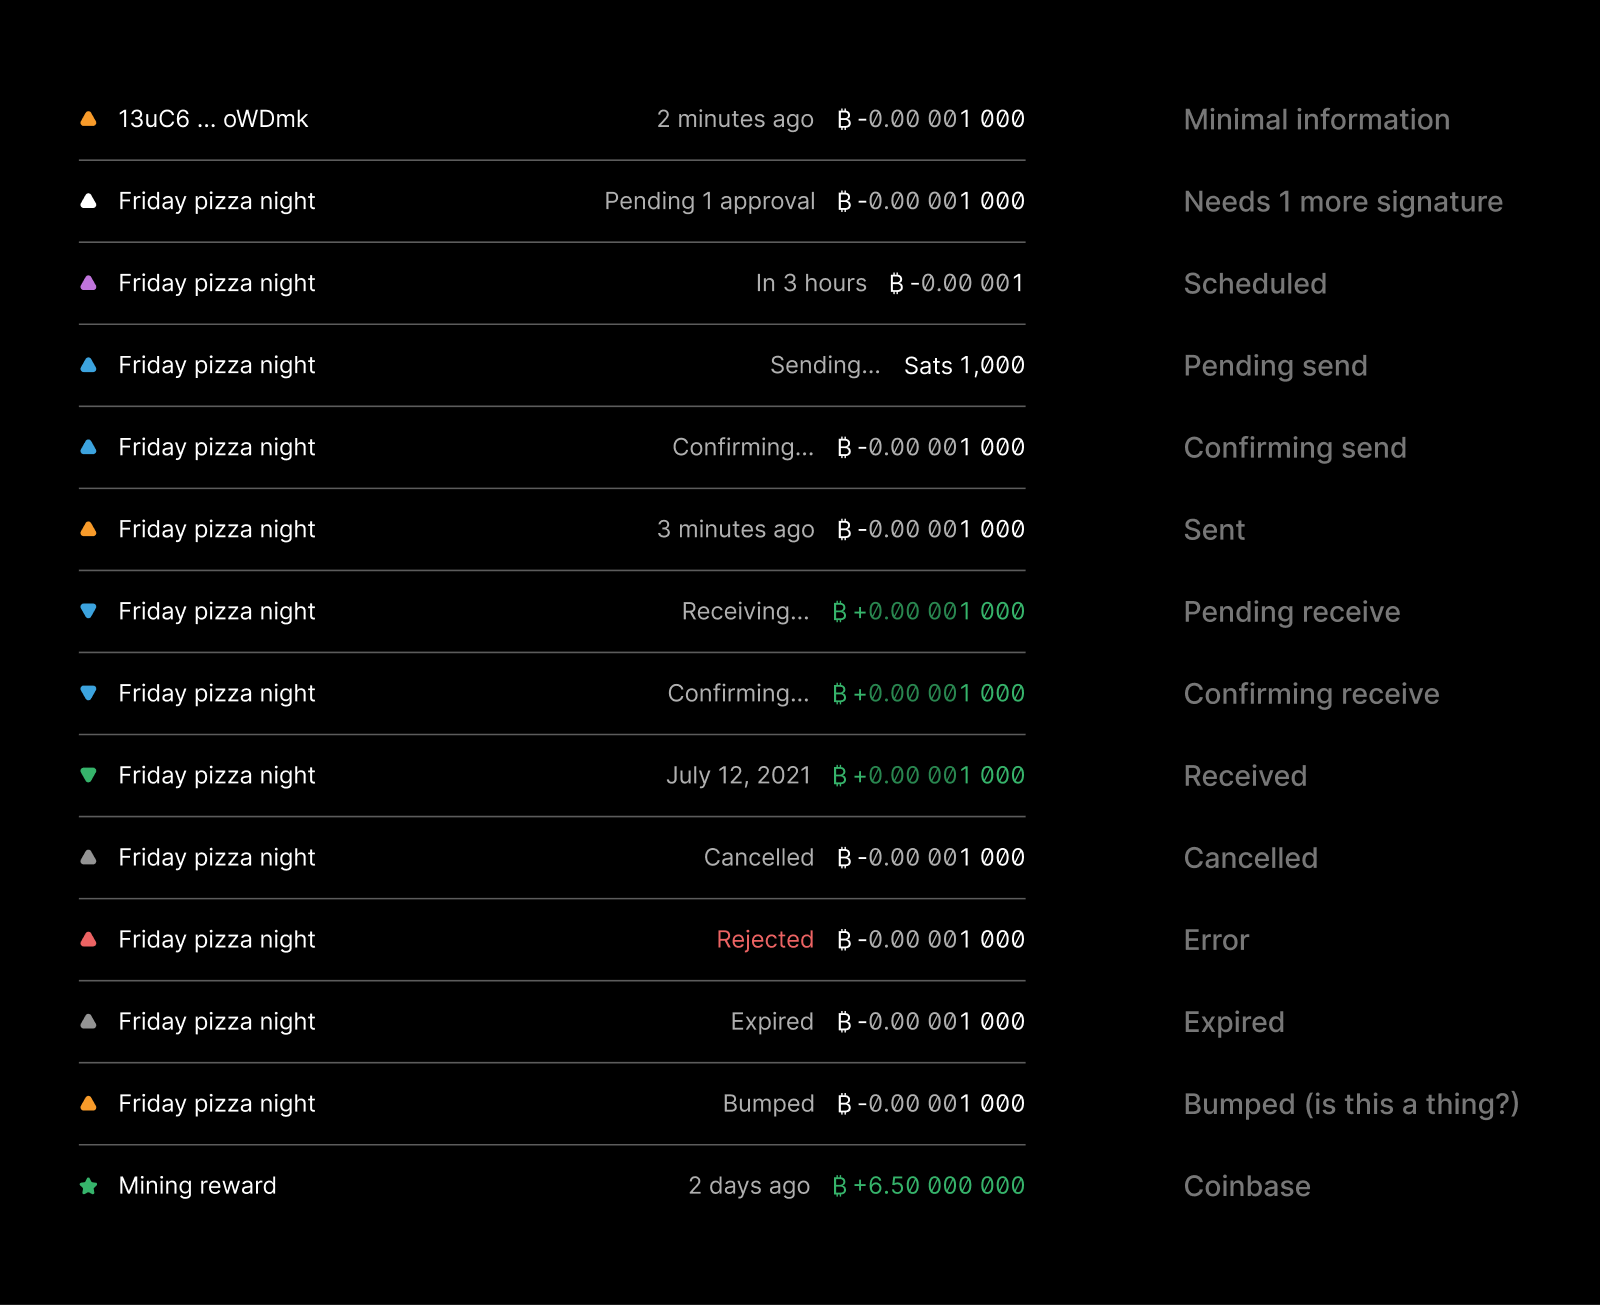 13uC6 ... oWDmk 2 minutes ago ₿ -0.00 001 000 Minimal information
Friday pizza night Pending 1 approval ₿ -0.00 001 000 Needs 1 more signature
Friday pizza night In 3 hours ₿ -0.00 001 Scheduled
Friday pizza night Sending... Sats 1,000 Pending send
Friday pizza night Confirming... ₿ -0.00 001 000 Confirming send
Friday pizza night 3 minutes ago ₿ -0.00 001 000 Sent
Friday pizza night Receiving... ₿ +0.00 001 000 Pending receive
Friday pizza night Confirming... ₿ +0.00 001 000 Confirming receive
Friday pizza night July 12, 2021 ₿ +0.00 001 000 Received
Friday pizza night Cancelled ₿ -0.00 001 000 Cancelled
Friday pizza night Rejected ₿ -0.00 001 000 Error
Friday pizza night Expired ₿ -0.00 001 000 Expired
Friday pizza night Bumped ₿ -0.00 001 000 Bumped (is this a thing?)
Mining reward 2 days ago ₿ +6.50 000 000 Coinbase